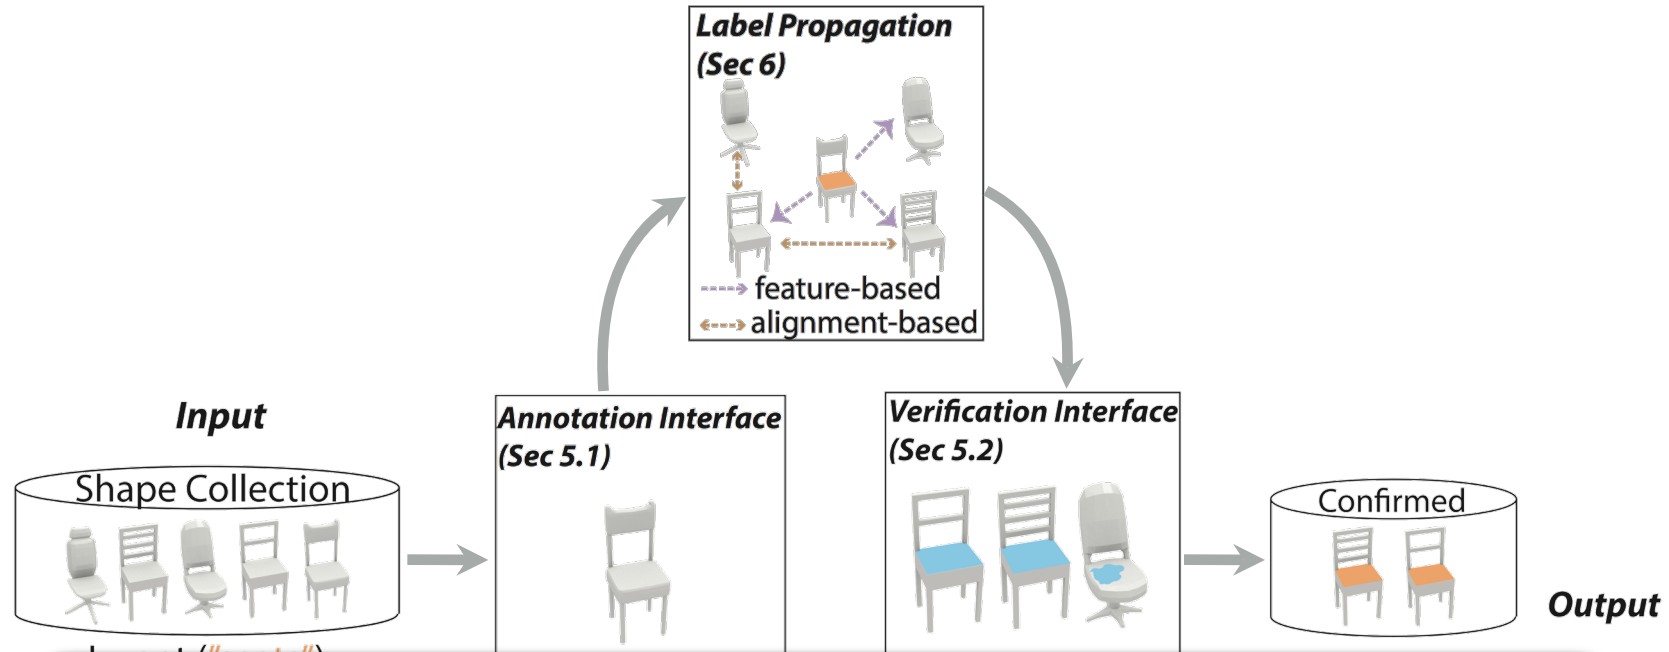 Label Propagation
(Sec 6)
feature-based
alignment-based
Input
Shape Collection
Annotation Interface
(Sec 5.1)
Verification Interface
(Sec 5.2)
Confirmed
Output